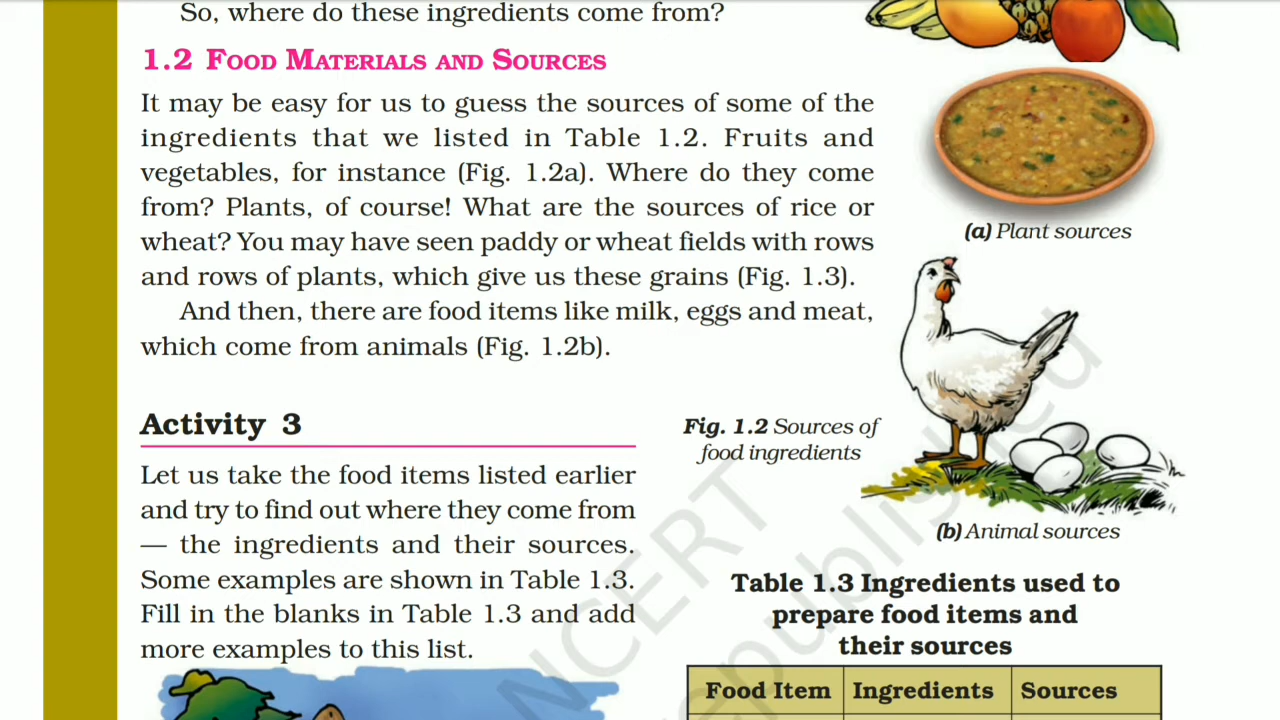 So, where do these ingredients come from?
1.2 Food Materials and Sources
It may be easy for us to guess the sources of some of the
ingredients that we listed in Table 1.2. Fruits and
vegetables, for instance (Fig. 1.2a). Where do they come
from? Plants, of course! What are the sources of rice or
wheat? You may have seen paddy or wheat fields with rows
and rows of plants, which give us these grains (Fig. 1.3).
And then, there are food items like milk, eggs and meat,
which come from animals (Fig. 1.2b).
(a) Plant sources
Fig. 1.2 Sources of
food ingredients
(b) Animal sources
Activity 3
Let us take the food items listed earlier
and try to find out where they come from
— the ingredients and their sources.
Some examples are shown in Table 1.3.
Fill in the blanks in Table 1.3 and add
more examples to this list.
Table 1.3 Ingredients used to
prepare food items and
their sources
Food Item Ingredients Sources
NCERT
republished